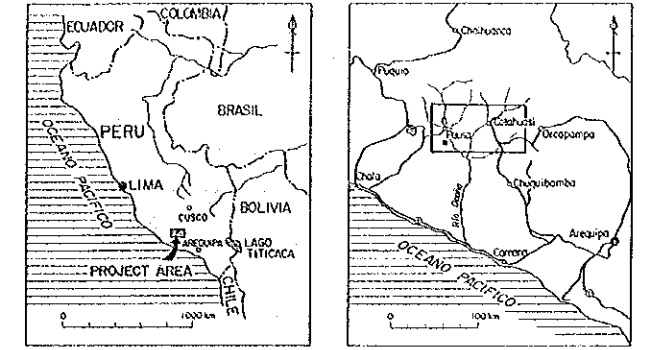 COLOMBIA
ECUADOR
BRASIL
PERU
OCEANO PACIFICO
LIMA
CUSCO
BOLIVIA
AREQUIPA
LAGO
TITICACA
PROJECT AREA
CHILE
0 1000 km
Chalhuanca
Puquio
Cotahuasi
Pausa
Orcopampa
Chala
Chuquibamba
Río Ocoña
Arequipa
Camana
OCEANO PACIFICO
0 100 km